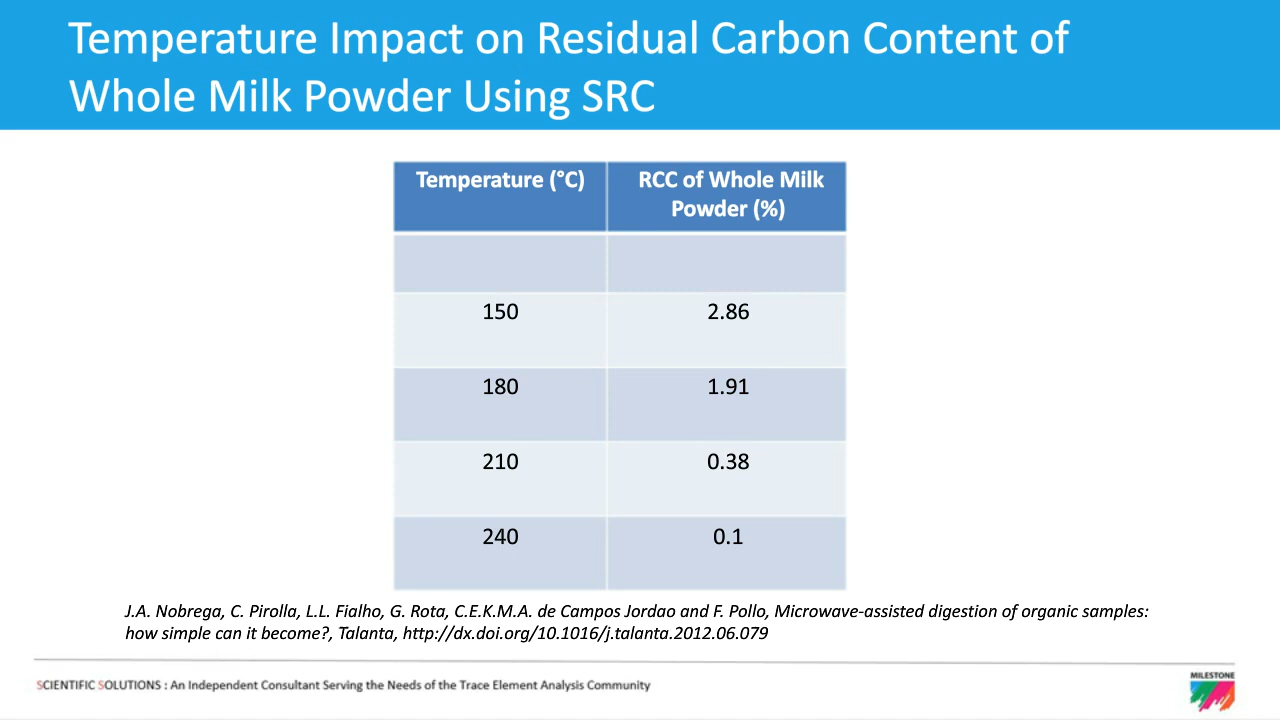 Temperature Impact on Residual Carbon Content of
Whole Milk Powder Using SRC
Temperature (°C)
RCC of Whole Milk
Powder (%)
150 2.86
180 1.91
210 0.38
240 0.1
J.A. Nobrega, C. Pirolla, L.L. Fialho, G. Rota, C.E.K.M.A. de Campos Jordao and F. Pollo, Microwave-assisted digestion of organic samples:
how simple can it become?, Talanta, http://dx.doi.org/10.1016/j.talanta.2012.06.079
SCIENTIFIC SOLUTIONS : An Independent Consultant Serving the Needs of the Trace Element Analysis Community
MILESTONE